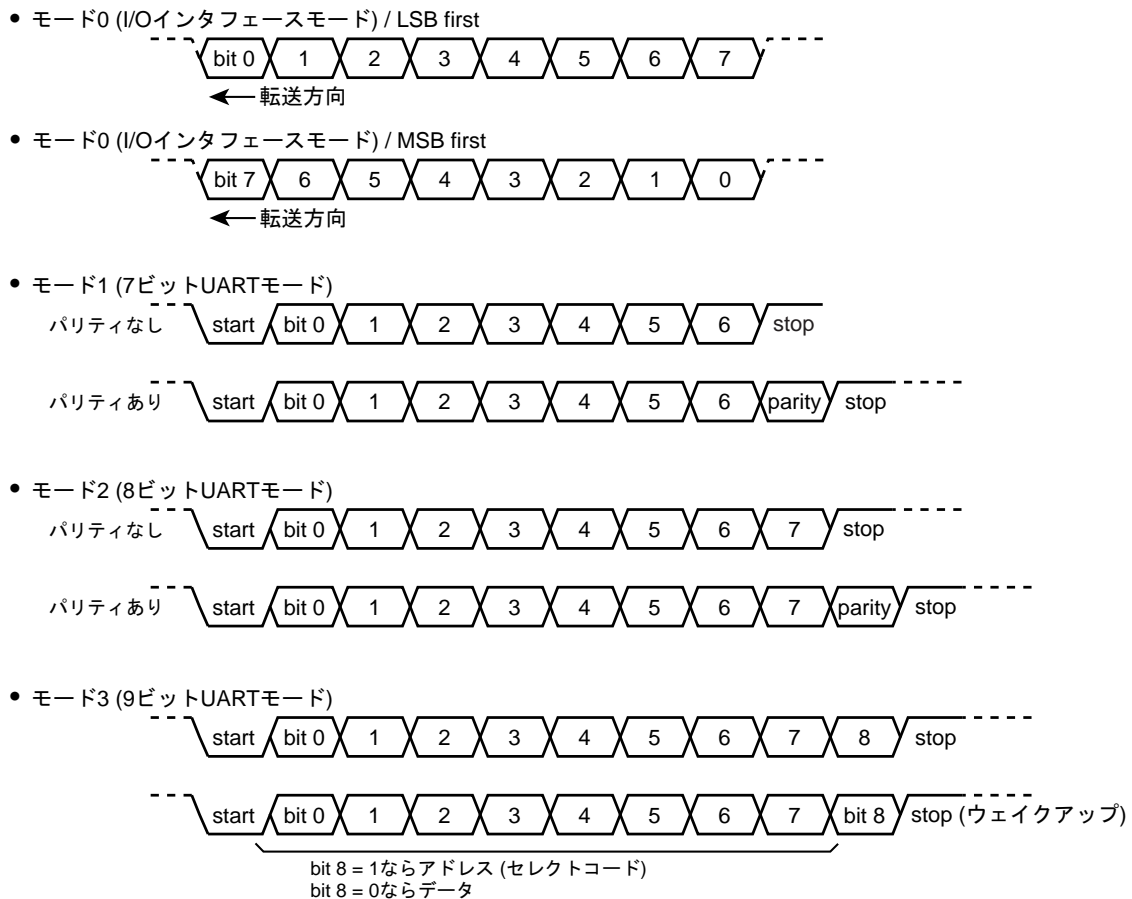 • モード0 (I/Oインタフェースモード) / LSB first
bit 0 1 2 3 4 5 6 7
転送方向
• モード0 (I/Oインタフェースモード) / MSB first
bit 7 6 5 4 3 2 1 0
転送方向
• モード1 (7ビットUARTモード)
パリティなし start bit 0 1 2 3 4 5 6 stop
パリティあり start bit 0 1 2 3 4 5 6 parity stop
• モード2 (8ビットUARTモード)
パリティなし start bit 0 1 2 3 4 5 6 7 stop
パリティあり start bit 0 1 2 3 4 5 6 7 parity stop
• モード3 (9ビットUARTモード)
start bit 0 1 2 3 4 5 6 7 8 stop
start bit 0 1 2 3 4 5 6 7 bit 8 stop (ウェイクアップ)
bit 8 = 1ならアドレス (セレクトコード)
bit 8 = 0ならデータ